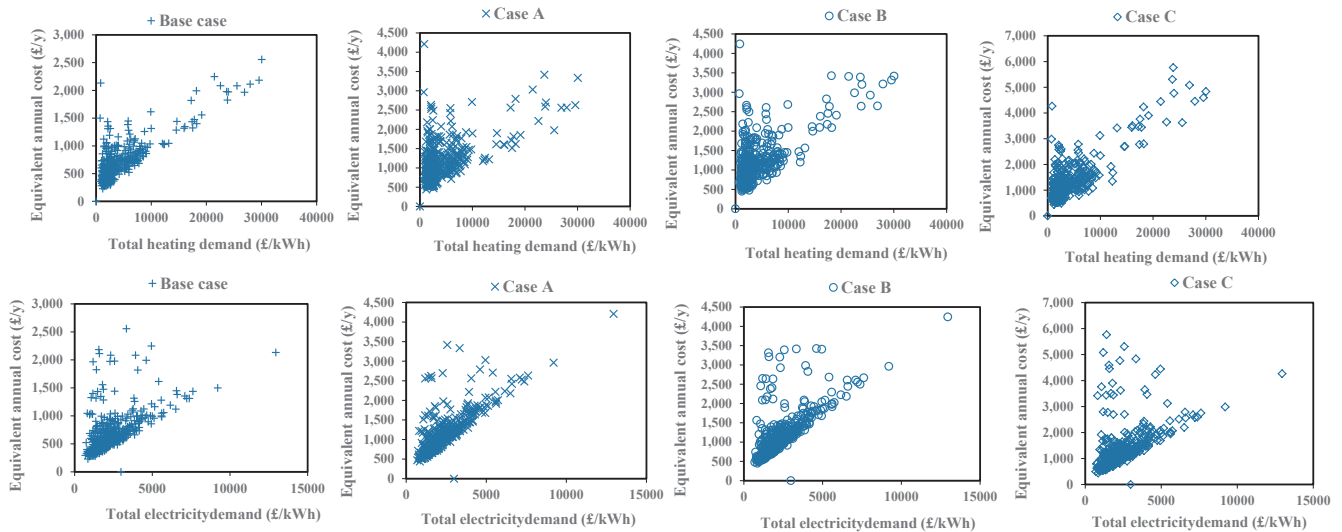 Base case
Equivalent annual cost (£/y)
3,000
2,500
2,000
1,500
1,000
500
0
0 10000 20000 30000 40000
Total heating demand (£/kWh)
Case A
Equivalent annual cost (£/y)
4,500
4,000
3,500
3,000
2,500
2,000
1,500
1,000
500
0
0 10000 20000 30000 40000
Total heating demand (£/kWh)
Case B
Equivalent annual cost (£/y)
4,500
4,000
3,500
3,000
2,500
2,000
1,500
1,000
500
0
0 10000 20000 30000 40000
Total heating demand (£/kWh)
Case C
Equivalent annual cost (£/y)
7,000
6,000
5,000
4,000
3,000
2,000
1,000
0
0 10000 20000 30000 40000
Total heating demand (£/kWh)
Base case
Equivalent annual cost (£/y)
3,000
2,500
2,000
1,500
1,000
500
0
0 5000 10000 15000
Total electricitydemand (£/kWh)
Case A
Equivalent annual cost (£/y)
4,500
4,000
3,500
3,000
2,500
2,000
1,500
1,000
500
0
0 5000 10000 15000
Total electricitydemand (£/kWh)
Case B
Equivalent annual cost (£/y)
4,500
4,000
3,500
3,000
2,500
2,000
1,500
1,000
500
0
0 5000 10000 15000
Total electricitydemand (£/kWh)
Case C
Equivalent annual cost (£/y)
7,000
6,000
5,000
4,000
3,000
2,000
1,000
0
0 5000 10000 15000
Total electricitydemand (£/kWh)